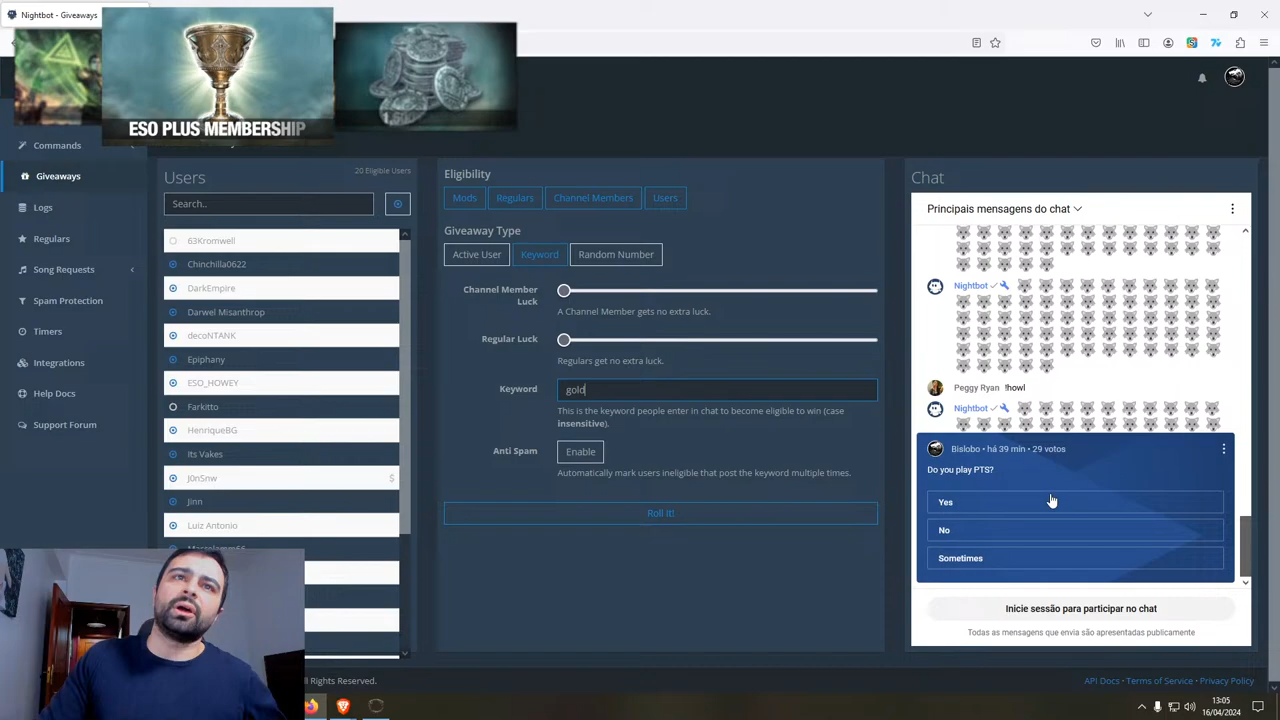 Nightbot - Giveaways
ESO PLUS MEMBERSHIP
Commands
Giveaways
Logs
Regulars
Song Requests
Spam Protection
Timers
Integrations
Help Docs
Support Forum
Users
20 Eligible Users
Search..
63Kromwell
Chinchilla0622
DarkEmpire
Darwel Misanthrop
decoNTANK
Epiphany
ESO_HOWEY
Farkitto
HenriqueBG
Its Vakes
J0nSnw $
Jinn
Luiz Antonio
Eligibility
Mods Regulars Channel Members Users
Giveaway Type
Active User Keyword Random Number
Channel Member
Luck
A Channel Member gets no extra luck.
Regular Luck
Regulars get no extra luck.
Keyword
gold
This is the keyword people enter in chat to become eligible to win (case
insensitive).
Anti Spam
Enable
Automatically mark users ineligible that post the keyword multiple times.
Roll It!
Chat
Principais mensagens do chat
Nightbot
Peggy Ryan !howl
Nightbot
Bislobo • há 39 min • 29 votos
Do you play PTS?
Yes
No
Sometimes
Inicie sessão para participar no chat
Todas as mensagens que envia são apresentadas publicamente
ll Rights Reserved.
API Docs · Terms of Service · Privacy Policy
13:05
16/04/2024